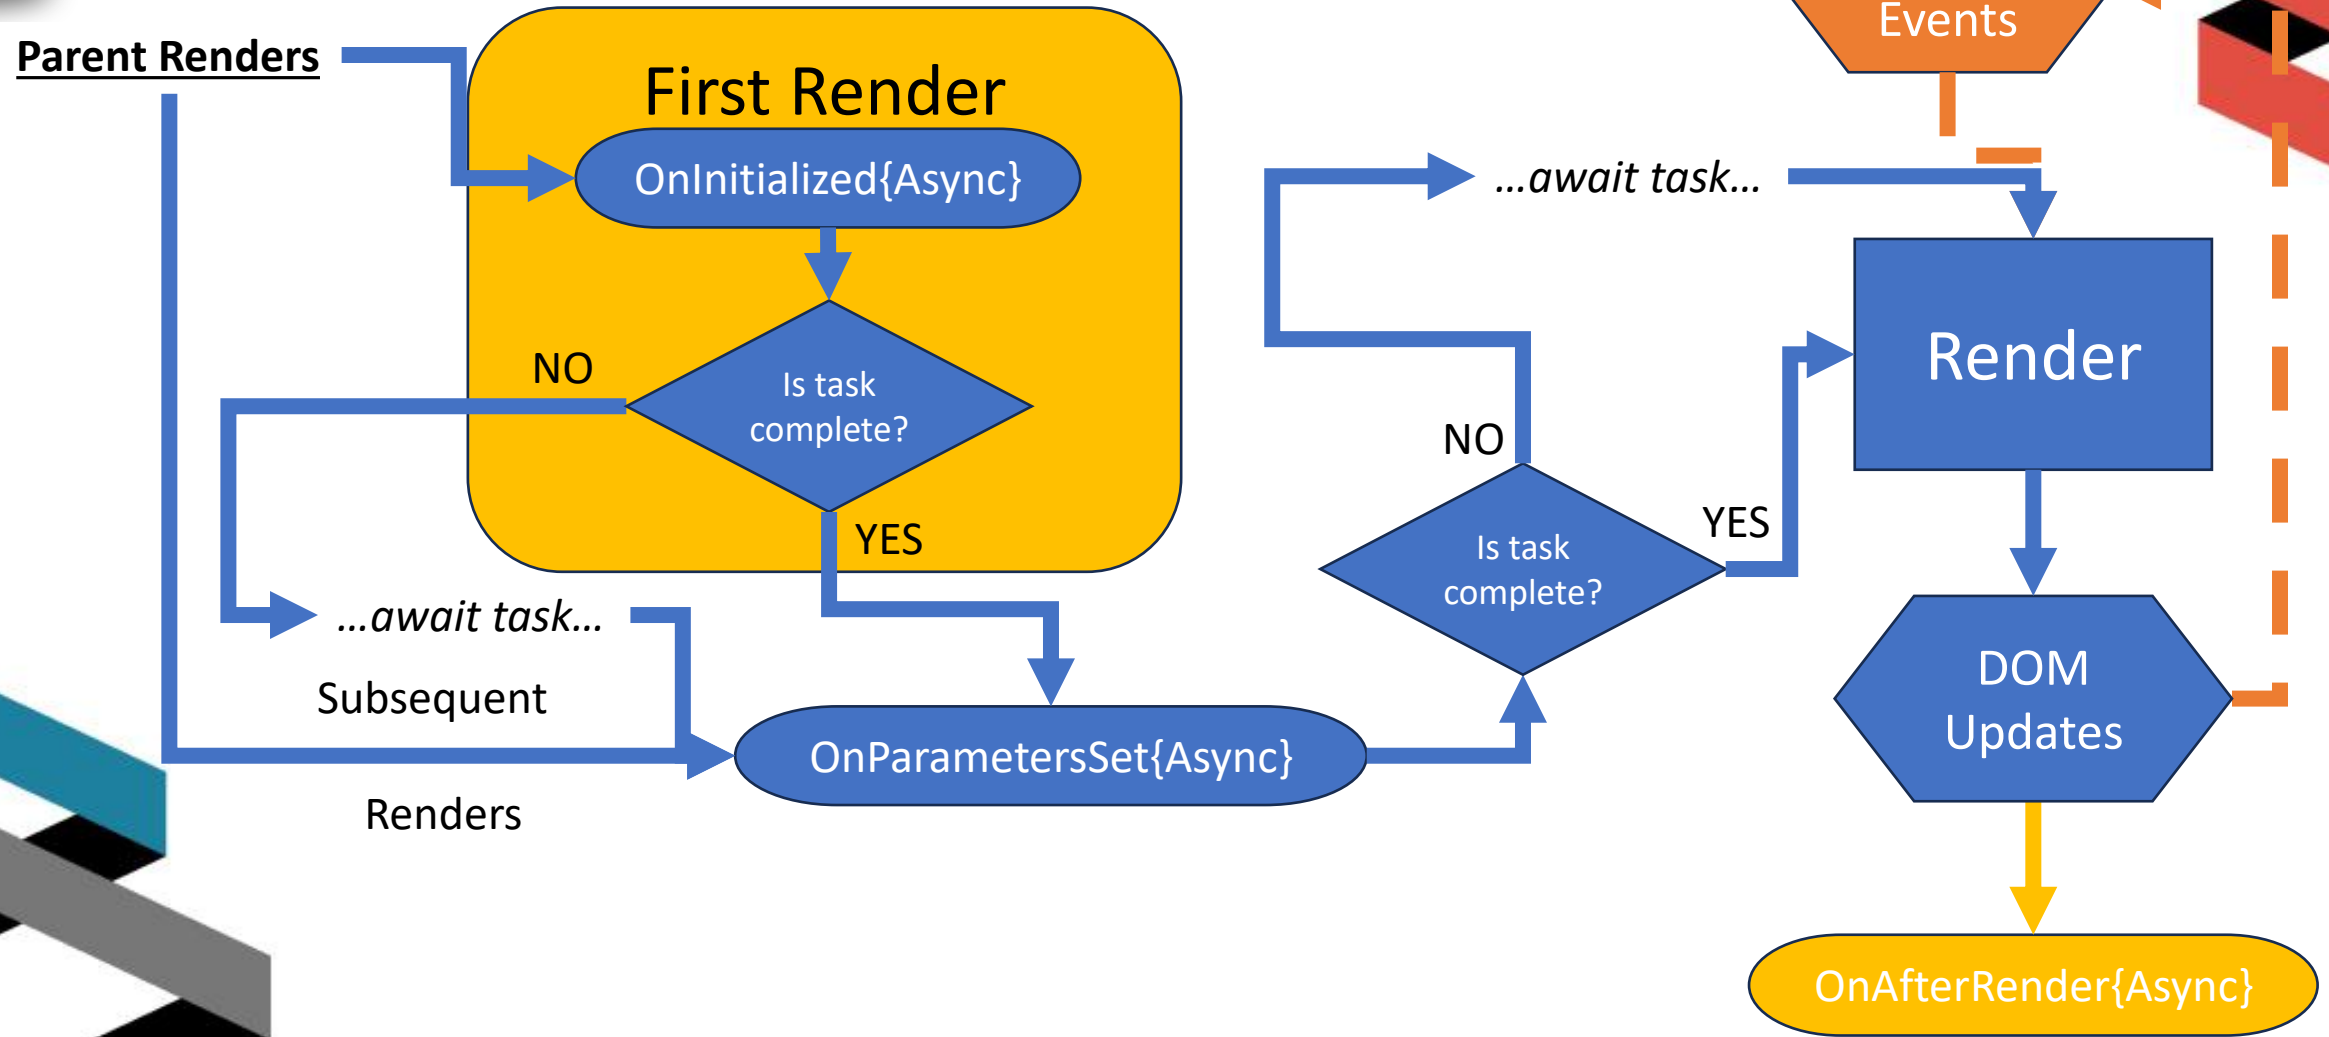 Parent Renders
First Render
OnInitialized{Async}
Is task
complete?
NO
YES
...await task...
Subsequent
Renders
OnParametersSet{Async}
Is task
complete?
NO
YES
...await task...
Events
Render
DOM
Updates
OnAfterRender{Async}